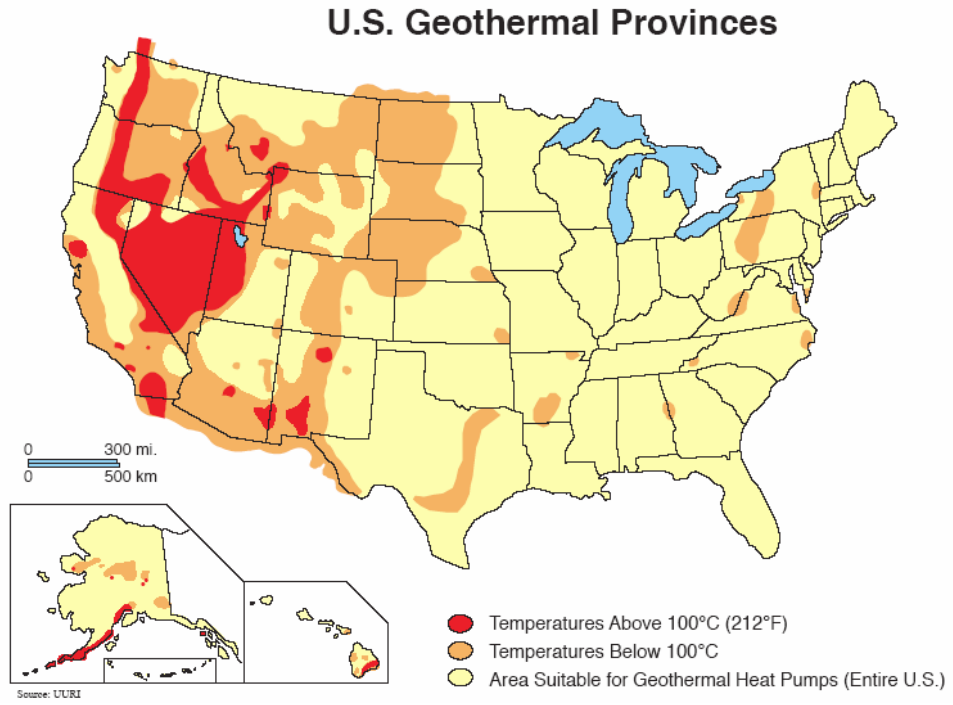 U.S. Geothermal Provinces
0 300 mi.
0 500 km
Temperatures Above 100°C (212°F)
Temperatures Below 100°C
Area Suitable for Geothermal Heat Pumps (Entire U.S.)
Source: UURI